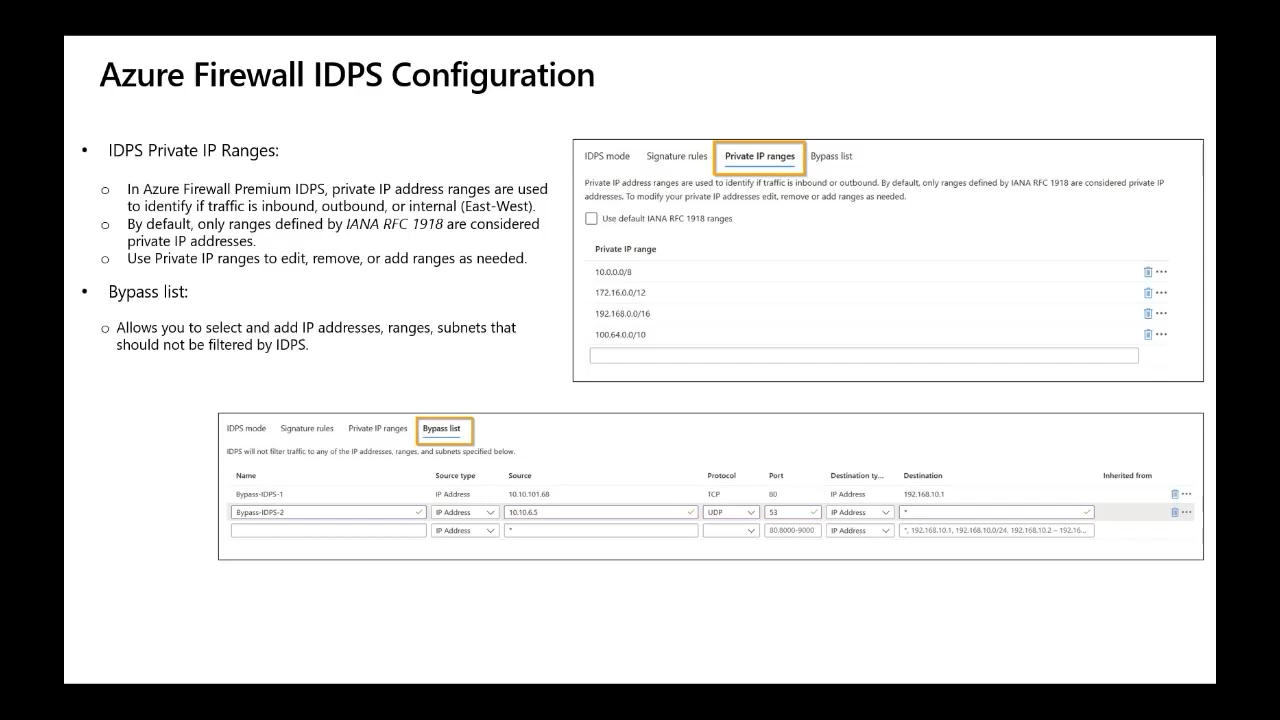 Azure Firewall IDPS Configuration
• IDPS Private IP Ranges:
o In Azure Firewall Premium IDPS, private IP address ranges are used
to identify if traffic is inbound, outbound, or internal (East-West).
o By default, only ranges defined by IANA RFC 1918 are considered
private IP addresses.
o Use Private IP ranges to edit, remove, or add ranges as needed.
• Bypass list:
o Allows you to select and add IP addresses, ranges, subnets that
should not be filtered by IDPS.
IDPS mode Signature rules Private IP ranges Bypass list
Private IP address ranges are used to identify if traffic is inbound or outbound. By default, only ranges defined by IANA RFC 1918 are considered private IP
addresses. To modify your private IP addresses edit, remove or add ranges as needed.
Use default IANA RFC 1918 ranges
Private IP range
10.0.0.0/8
172.16.0.0/12
192.168.0.0/16
100.64.0.0/10
IDPS mode Signature rules Private IP ranges Bypass list
IDPS will not filter traffic to any of the IP addresses, ranges, and subnets specified below.
Name Source type Source Protocol Port Destination ty... Destination Inherited from
Bypass-IDPS-1 IP Address 10.10.101.68 TCP 80 IP Address 192.168.10.1
Bypass-IDPS-2 IP Address 10.10.6.5 UDP 53 IP Address *
IP Address * 80,8000-9000 IP Address *, 192.168.10.1, 192.168.10.0/24, 192.168.10.2 – 192.16...